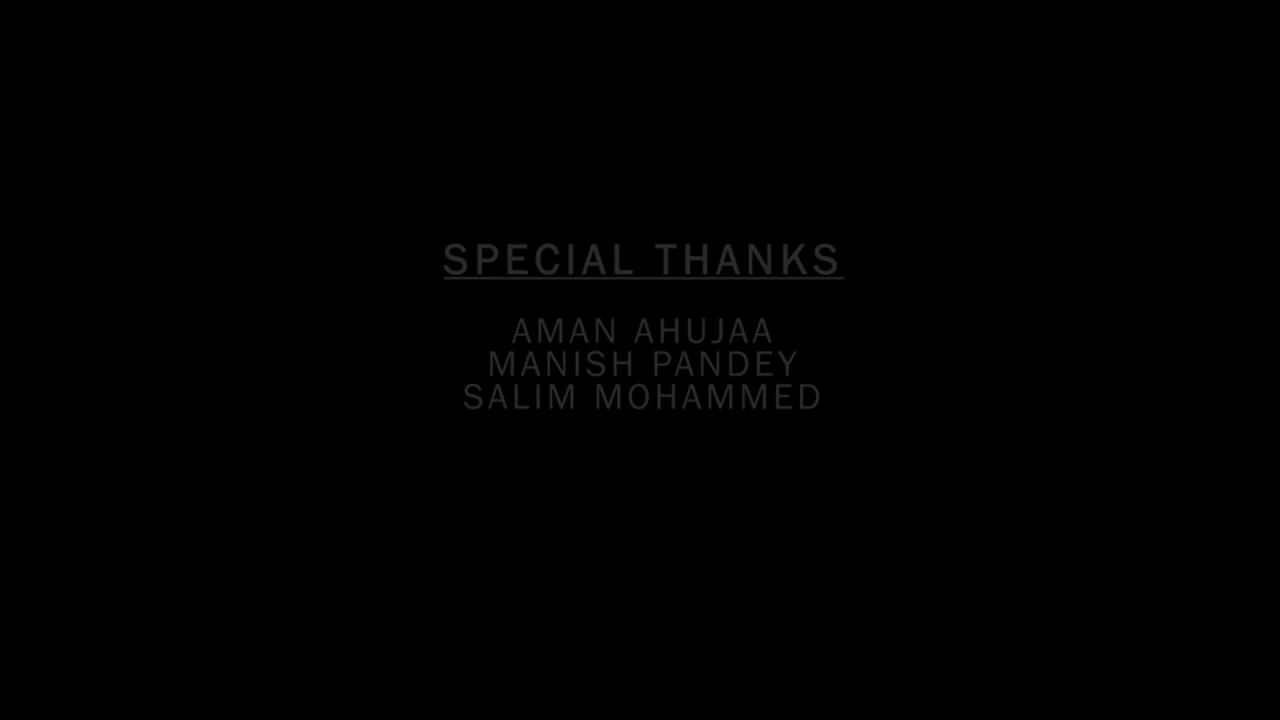 SPECIAL THANKS
AMAN AHUJAA
MANISH PANDEY
SALIM MOHAMMED